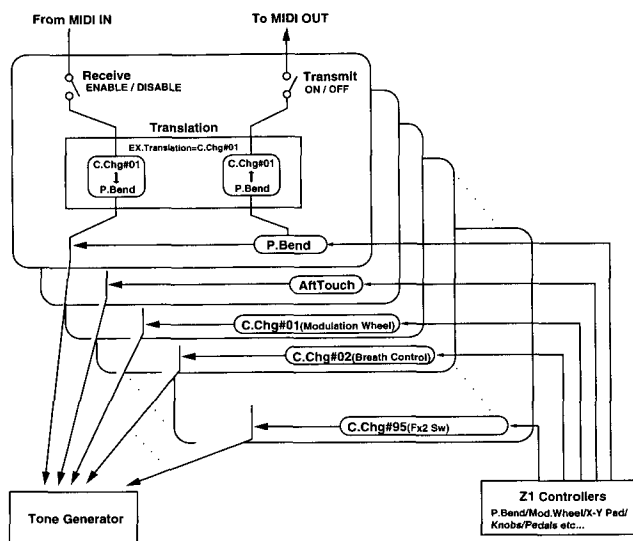 From MIDI IN
To MIDI OUT
Receive
ENABLE / DISABLE
Transmit
ON / OFF
Translation
EX.Translation=C.Chg#01
C.Chg#01
P.Bend
C.Chg#01
P.Bend
P.Bend
AftTouch
C.Chg#01(Modulation Wheel)
C.Chg#02(Breath Control)
C.Chg#95(Fx2 Sw)
Tone Generator
Z1 Controllers
P.Bend/Mod.Wheel/X-Y Pad/
Knobs/Pedals etc...